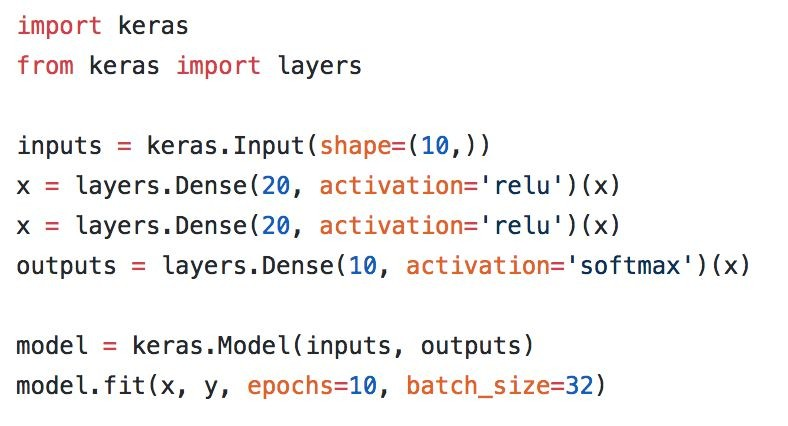 import keras
from keras import layers

inputs = keras.Input(shape=(10,))
x = layers.Dense(20, activation='relu')(x)
x = layers.Dense(20, activation='relu')(x)
outputs = layers.Dense(10, activation='softmax')(x)

model = keras.Model(inputs, outputs)
model.fit(x, y, epochs=10, batch_size=32)